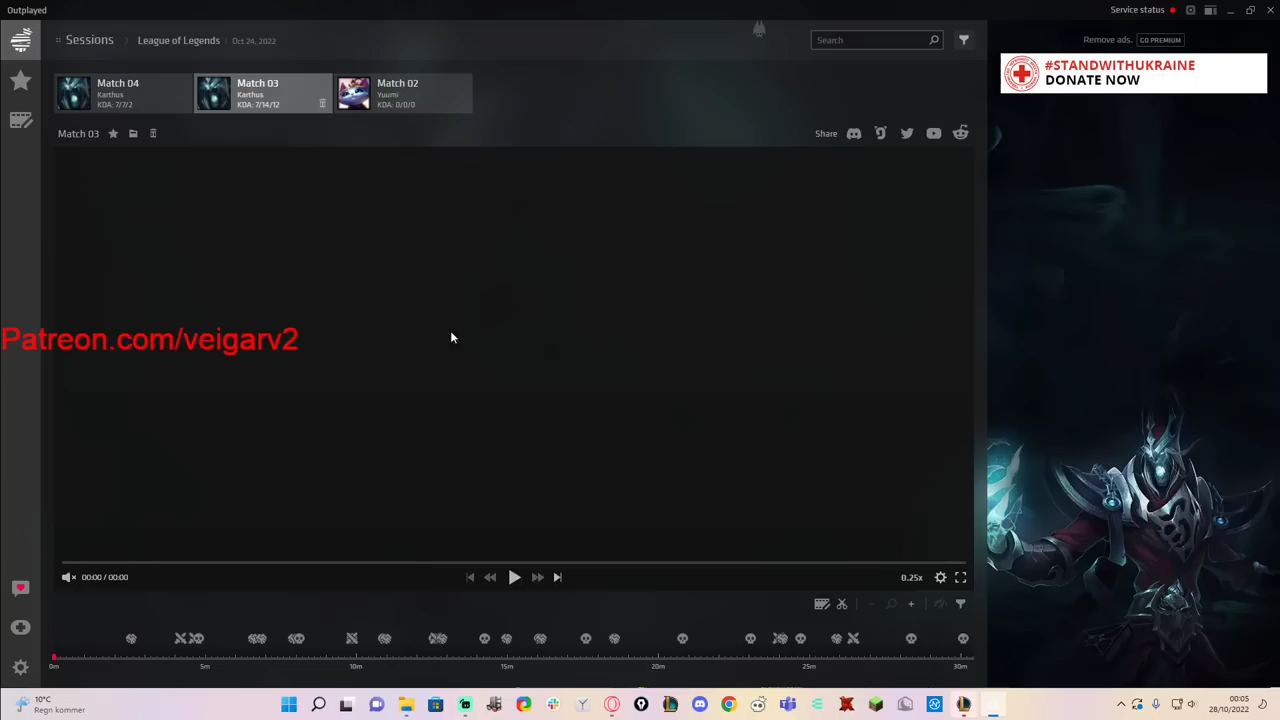 Outplayed
Service status
Sessions
League of Legends
Oct 24, 2022
Search
Remove ads.
GO PREMIUM
#STANDWITHUKRAINE
DONATE NOW
Match 04
Karthus
KDA: 7/7/2
Match 03
Karthus
KDA: 7/14/12
Match 02
Yuumi
KDA: 0/0/0
Match 03
Share
Patreon.com/veigarv2
00:00 / 00:00
0.25x
0m
5m
10m
15m
20m
25m
30m
10°C
Regn kommer
00:05
28/10/2022